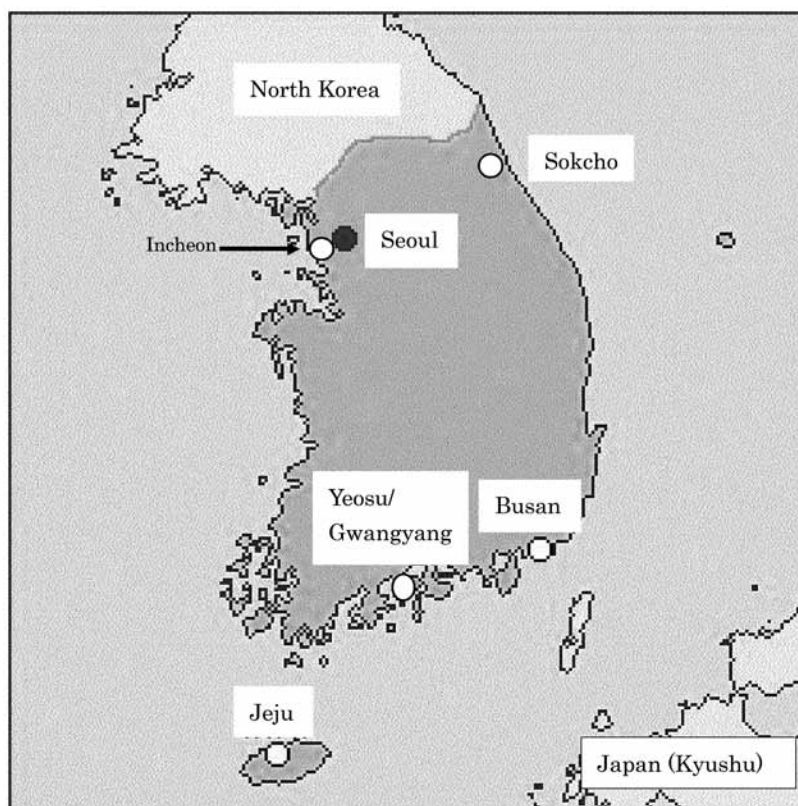 North Korea
Sokcho
Incheon
Seoul
Yeosu/
Gwangyang
Busan
Jeju
Japan (Kyushu)